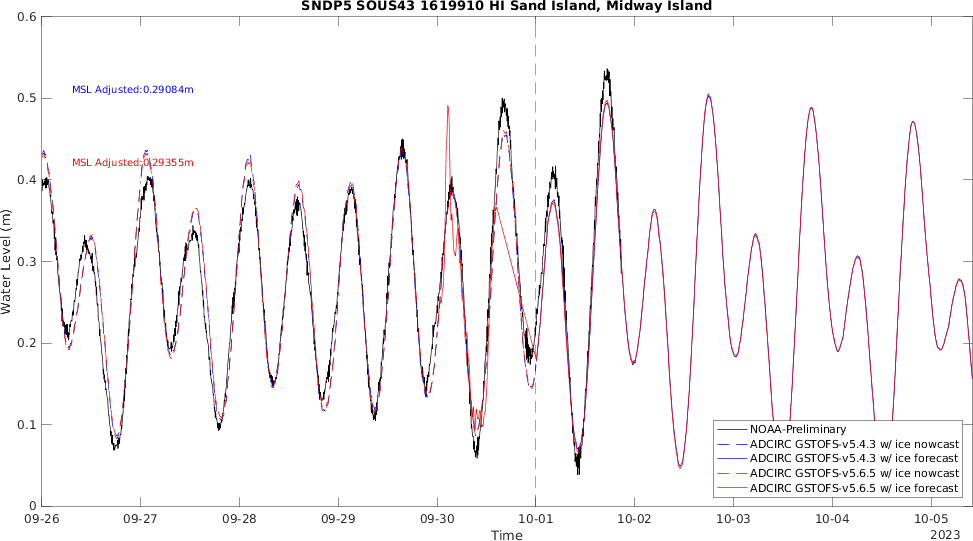 SNDP5 SOUS43 1619910 HI Sand Island, Midway Island
0.6
0.5
0.4
0.3
0.2
0.1
0
Water Level (m)
MSL Adjusted:0.29084m
MSL Adjusted:0.29355m
NOAA-Preliminary
ADCIRC GSTOFS-v5.4.3 w/ ice nowcast
ADCIRC GSTOFS-v5.4.3 w/ ice forecast
ADCIRC GSTOFS-v5.6.5 w/ ice nowcast
ADCIRC GSTOFS-v5.6.5 w/ ice forecast
09-26 09-27 09-28 09-29 09-30 10-01 10-02 10-03 10-04 10-05
Time
2023